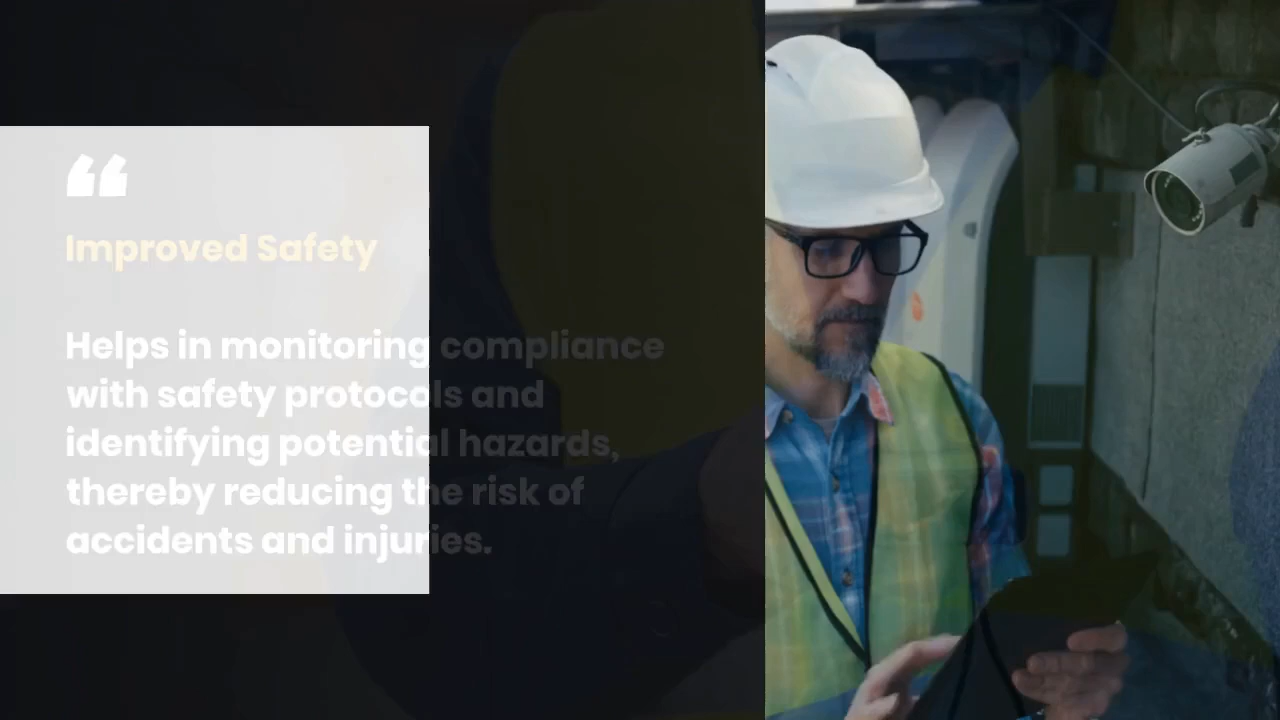 “
Improved Safety
Helps in monitoring compliance
with safety protocols and
identifying potential hazards,
thereby reducing the risk of
accidents and injuries.